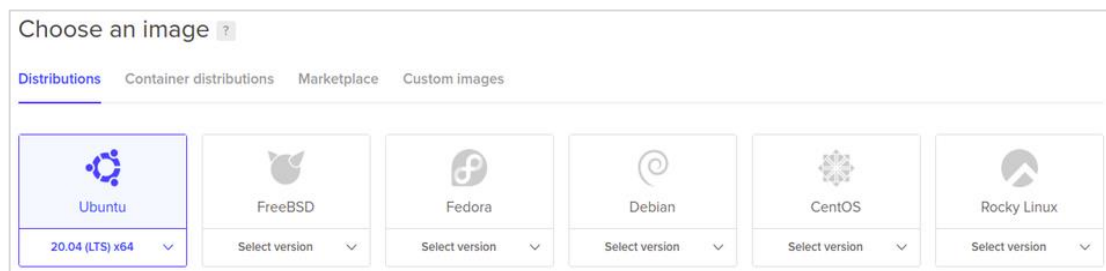 Choose an image ?
Distributions Container distributions Marketplace Custom images
Ubuntu FreeBSD Fedora Debian CentOS Rocky Linux
20.04 (LTS) x64 Select version Select version Select version Select version Select version